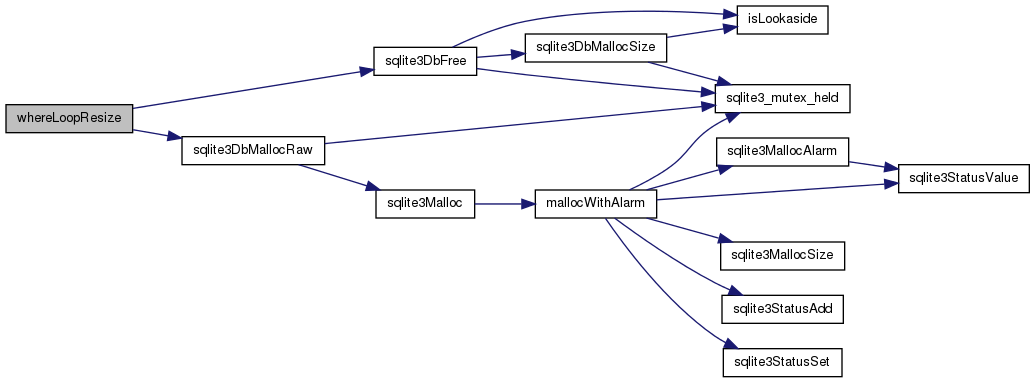 isLookaside
sqlite3DbMallocSize
sqlite3DbFree
sqlite3_mutex_held
whereLoopResize
sqlite3DbMallocRaw
sqlite3MallocAlarm
sqlite3StatusValue
sqlite3Malloc
mallocWithAlarm
sqlite3MallocSize
sqlite3StatusAdd
sqlite3StatusSet